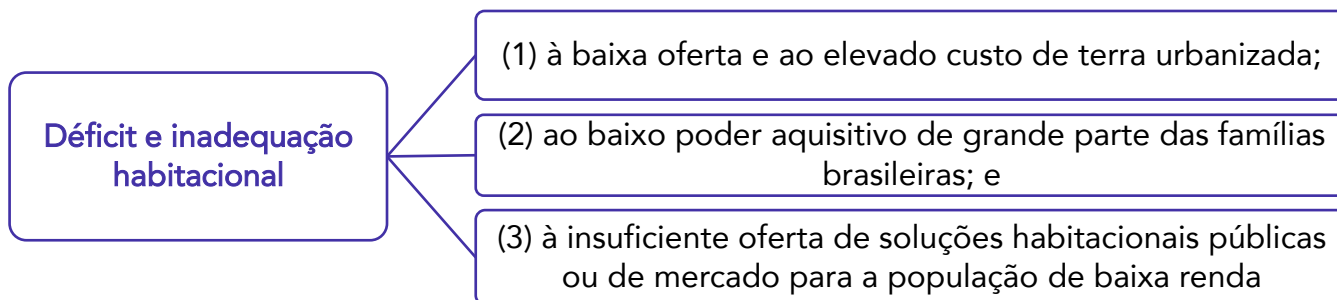 Déficit e inadequação
habitacional
(1) à baixa oferta e ao elevado custo de terra urbanizada;
(2) ao baixo poder aquisitivo de grande parte das famílias
brasileiras; e
(3) à insuficiente oferta de soluções habitacionais públicas
ou de mercado para a população de baixa renda